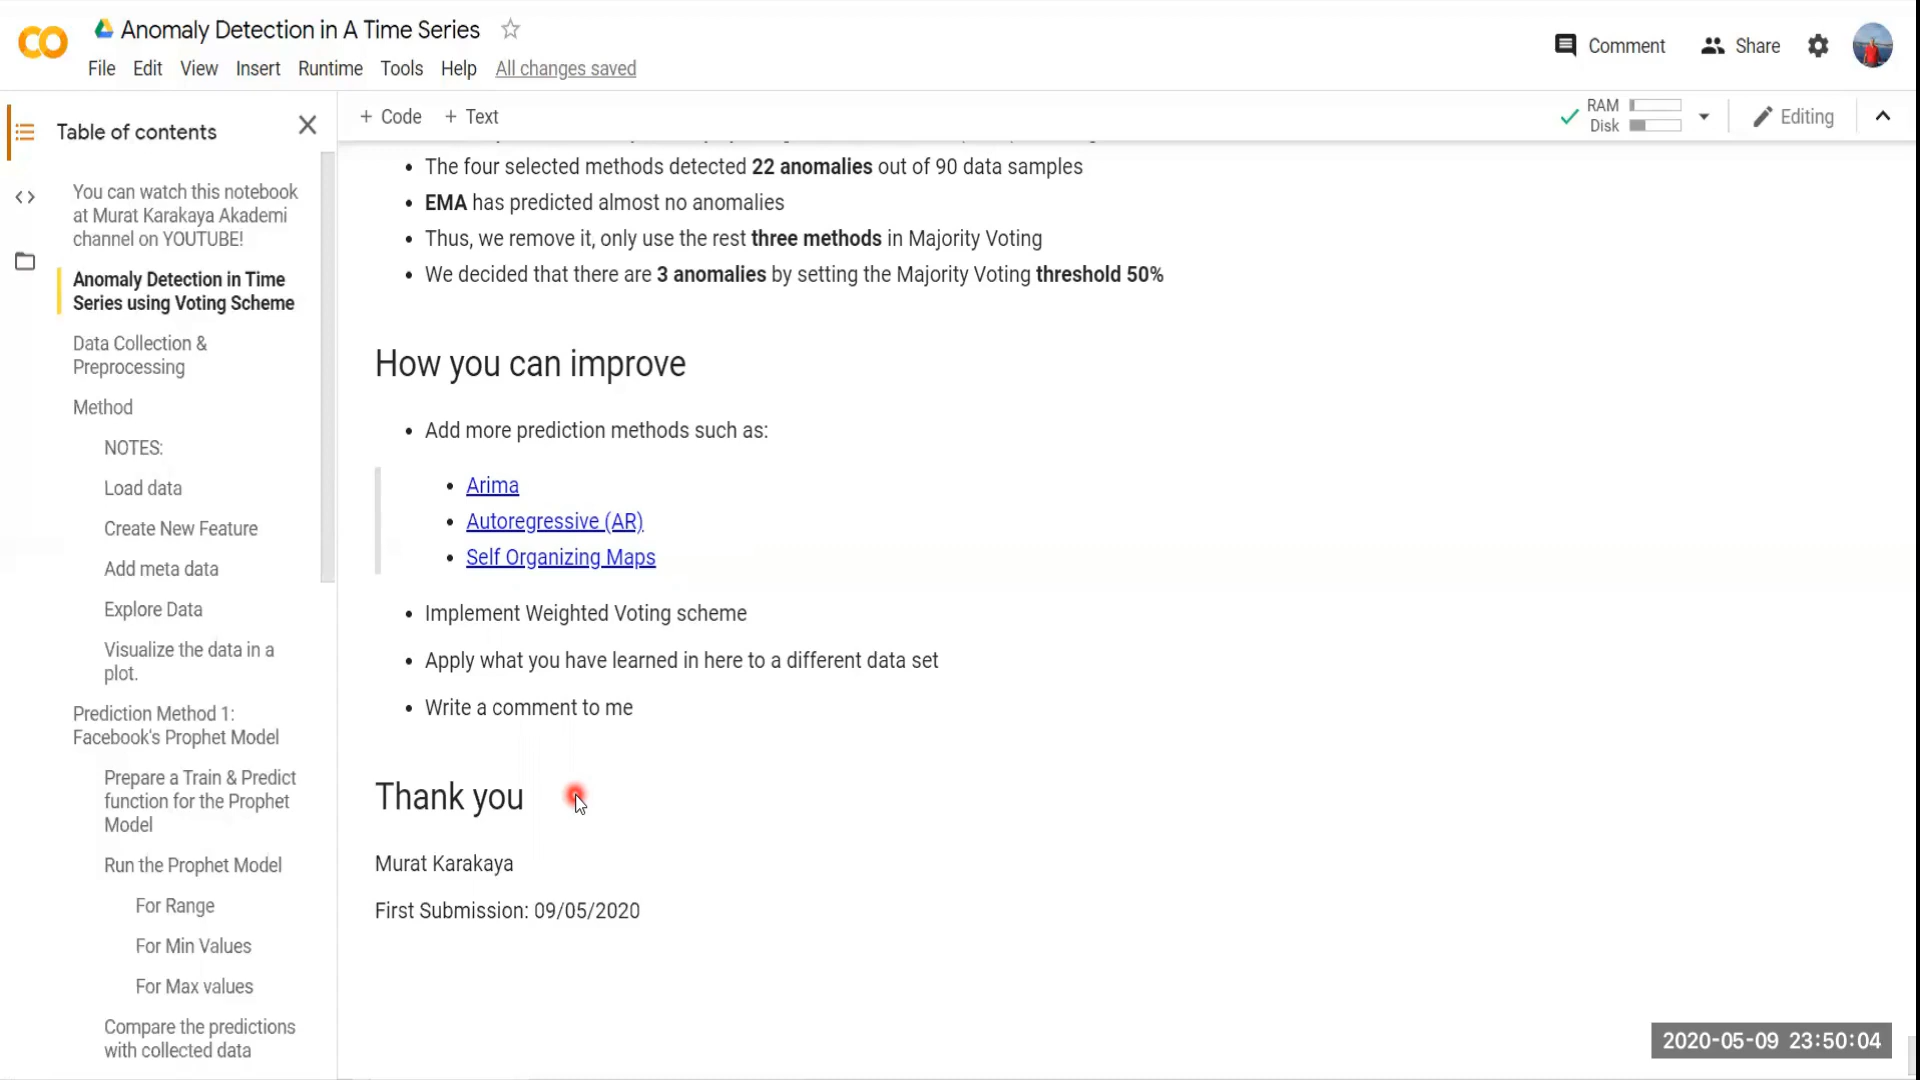 Anomaly Detection in A Time Series
File Edit View Insert Runtime Tools Help All changes saved
Comment Share
+ Code + Text
RAM
Disk
Editing
Table of contents
You can watch this notebook
at Murat Karakaya Akademi
channel on YOUTUBE!
Anomaly Detection in Time
Series using Voting Scheme
Data Collection &
Preprocessing
Method
NOTES:
Load data
Create New Feature
Add meta data
Explore Data
Visualize the data in a
plot.
Prediction Method 1:
Facebook's Prophet Model
Prepare a Train & Predict
function for the Prophet
Model
Run the Prophet Model
For Range
For Min Values
For Max values
Compare the predictions
with collected data
• The four selected methods detected 22 anomalies out of 90 data samples
• EMA has predicted almost no anomalies
• Thus, we remove it, only use the rest three methods in Majority Voting
• We decided that there are 3 anomalies by setting the Majority Voting threshold 50%
How you can improve
• Add more prediction methods such as:
• Arima
• Autoregressive (AR)
• Self Organizing Maps
• Implement Weighted Voting scheme
• Apply what you have learned in here to a different data set
• Write a comment to me
Thank you
Murat Karakaya
First Submission: 09/05/2020
2020-05-09 23:50:04